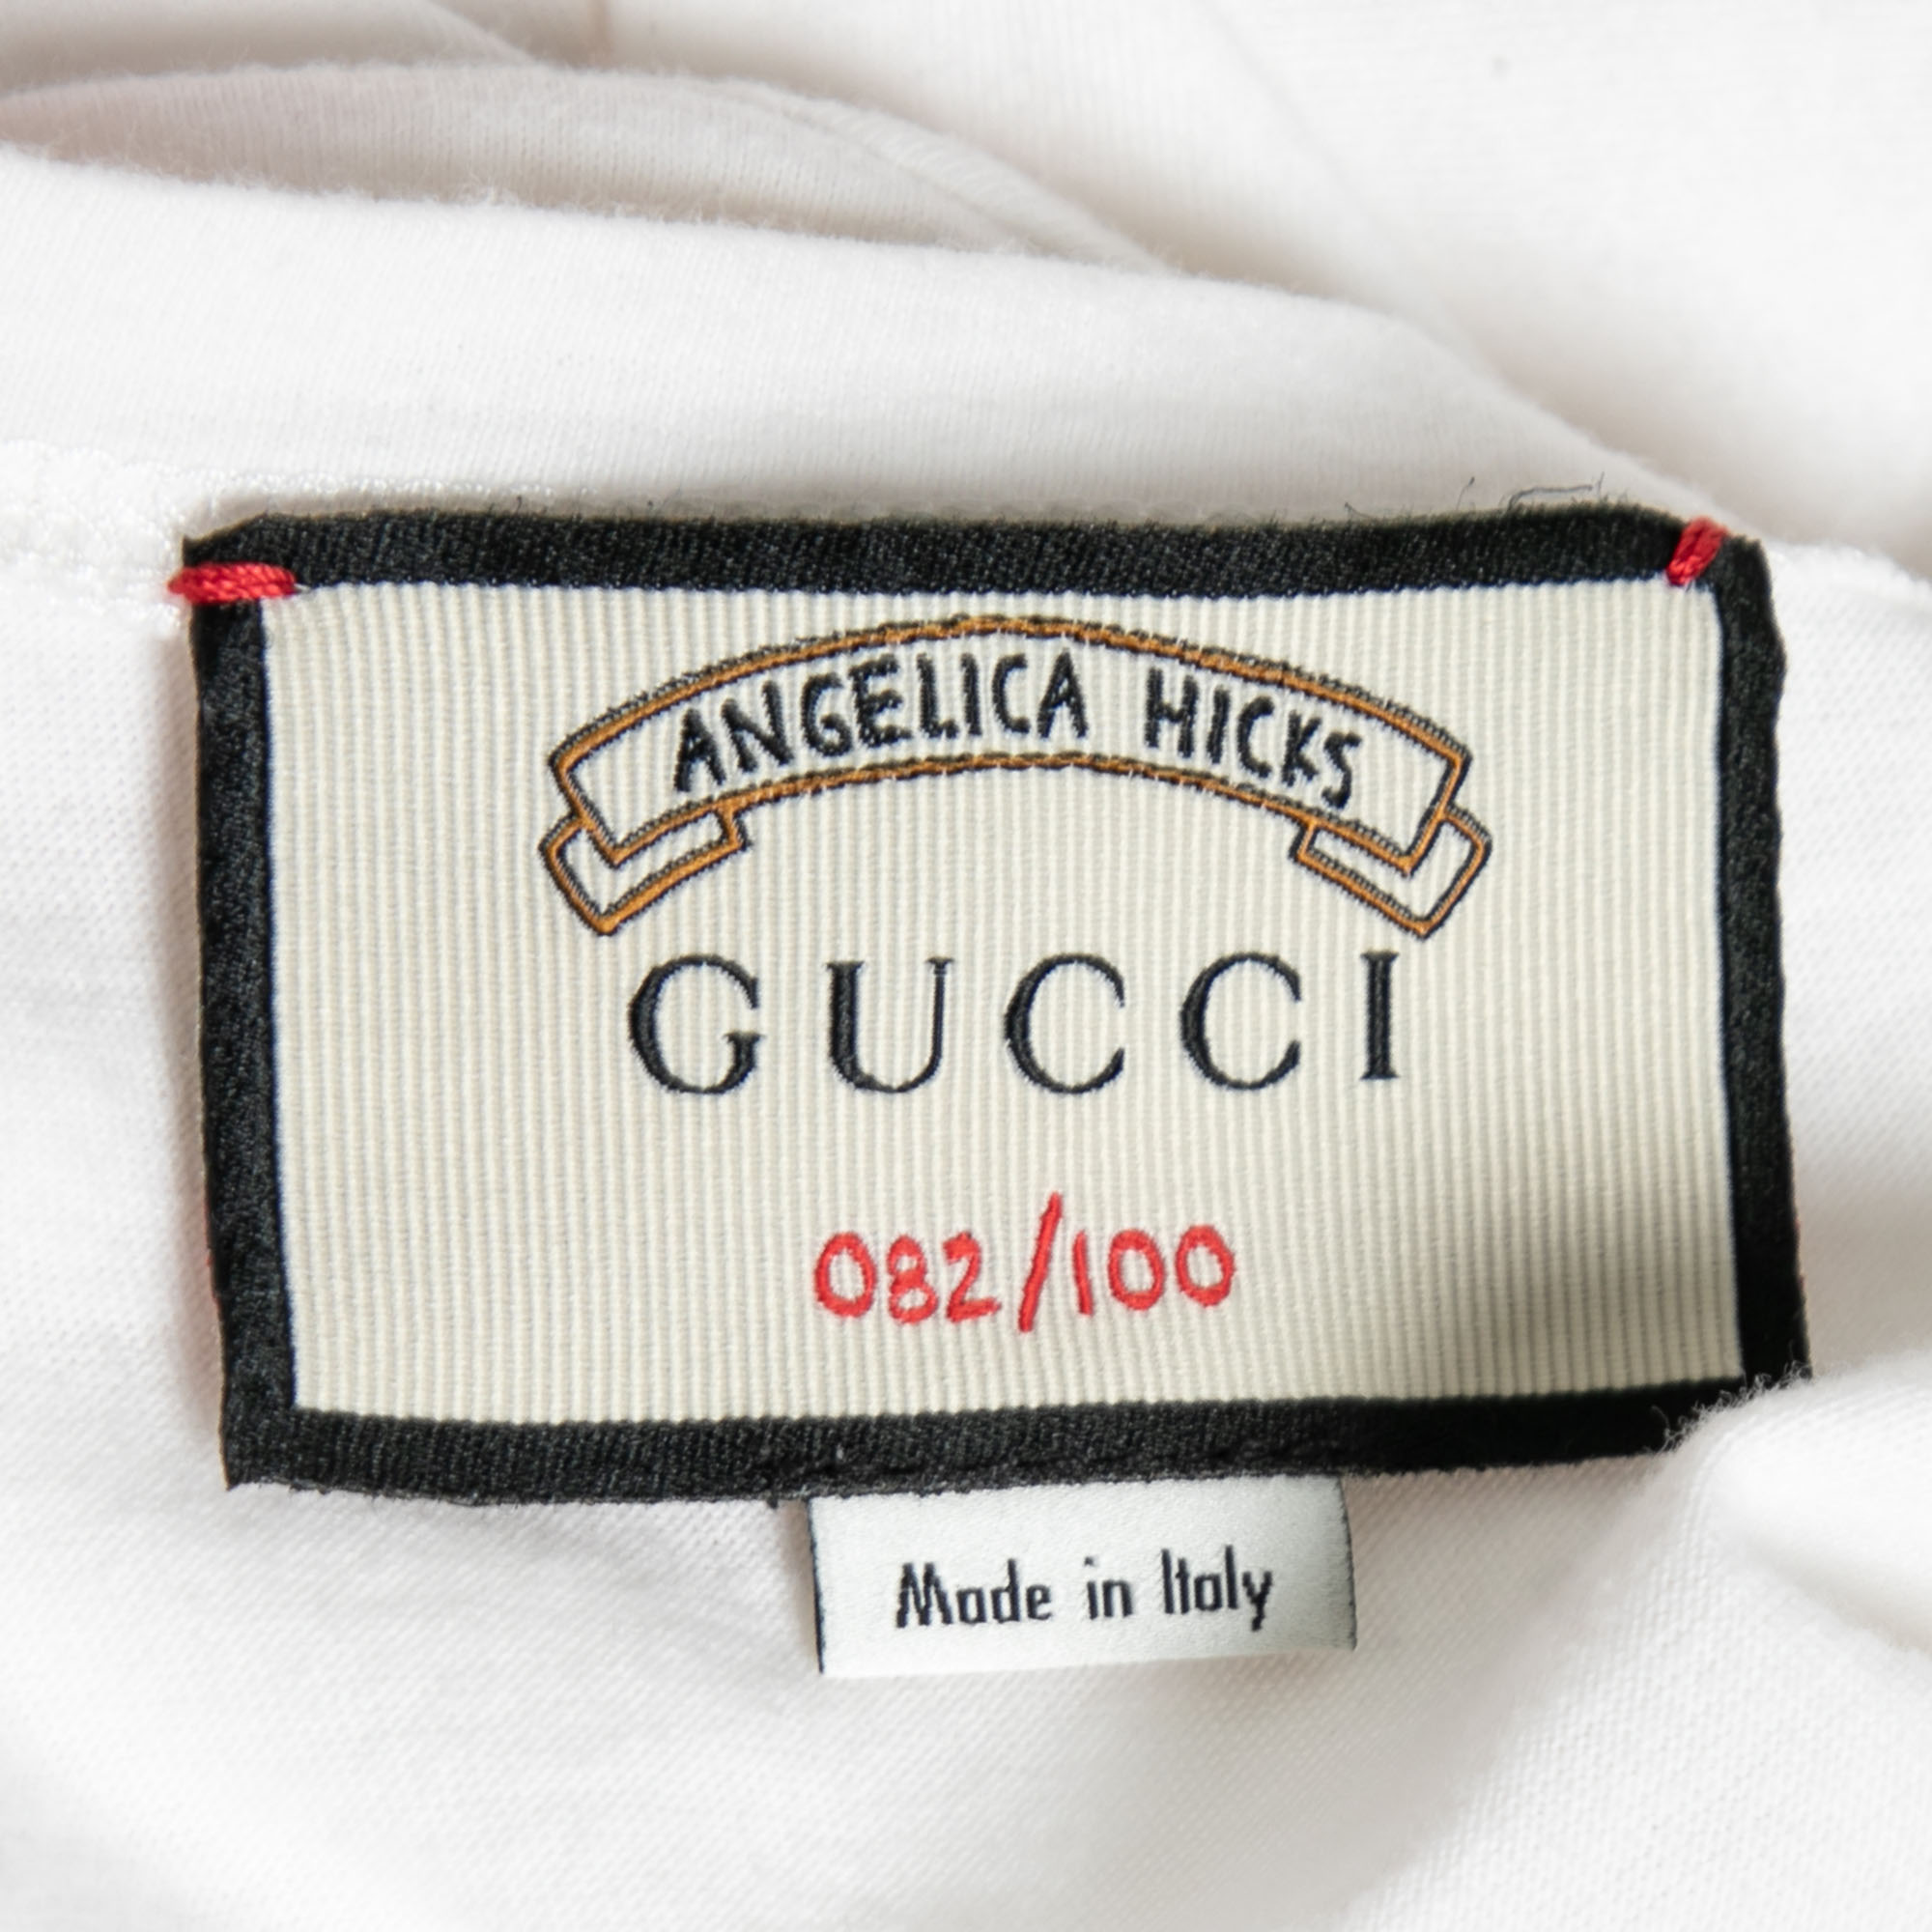 ANGELICA HICKS
GUCCI
082/100
Made in Italy